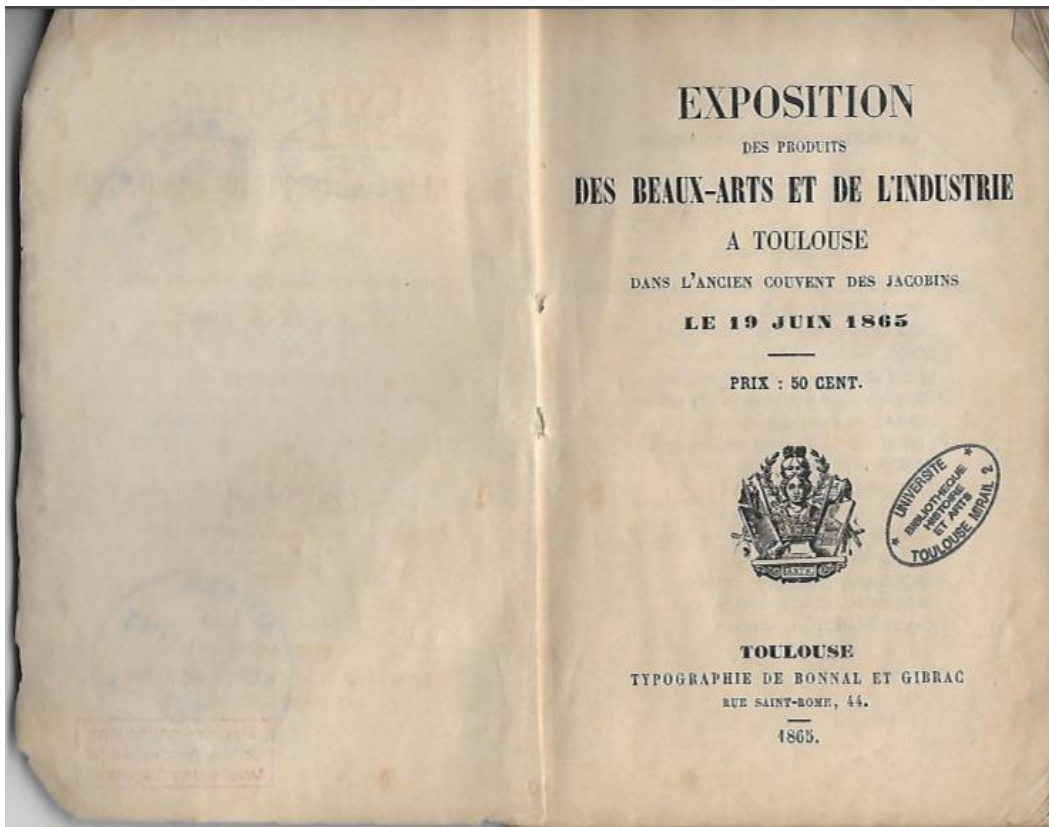 EXPOSITION
DES PRODUITS
DES BEAUX-ARTS ET DE L'INDUSTRIE
A TOULOUSE
DANS L'ANCIEN COUVENT DES JACOBINS
LE 19 JUIN 1865
PRIX : 50 CENT.
UNIVERSITE
BIBLIOTHEQUE
HISTOIRE
ET ARTS
TOULOUSE MIRAIL 2
TOULOUSE
TYPOGRAPHIE DE BONNAL ET GIBRAC
RUE SAINT-ROME, 44.
1865.